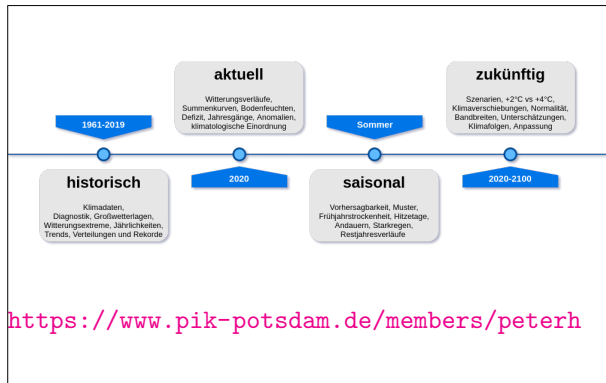 1961-2019
historisch
Klimadaten,
Diagnostik, Großwetterlagen,
Witterungsextreme, Jährlichkeiten,
Trends, Verteilungen und Rekorde
aktuell
Witterungsverläufe,
Summenkurven, Bodenfeuchten,
Defizit, Jahresgänge, Anomalien,
klimatologische Einordnung
2020
Sommer
saisonal
Vorhersagbarkeit, Muster,
Frühjahrstrockenheit, Hitzetage,
Andauern, Starkregen,
Restjahresverläufe
zukünftig
Szenarien, +2°C vs +4°C,
Klimaverschiebungen, Normalität,
Bandbreiten, Unterschätzungen,
Klimafolgen, Anpassung
2020-2100
https://www.pik-potsdam.de/members/peterh